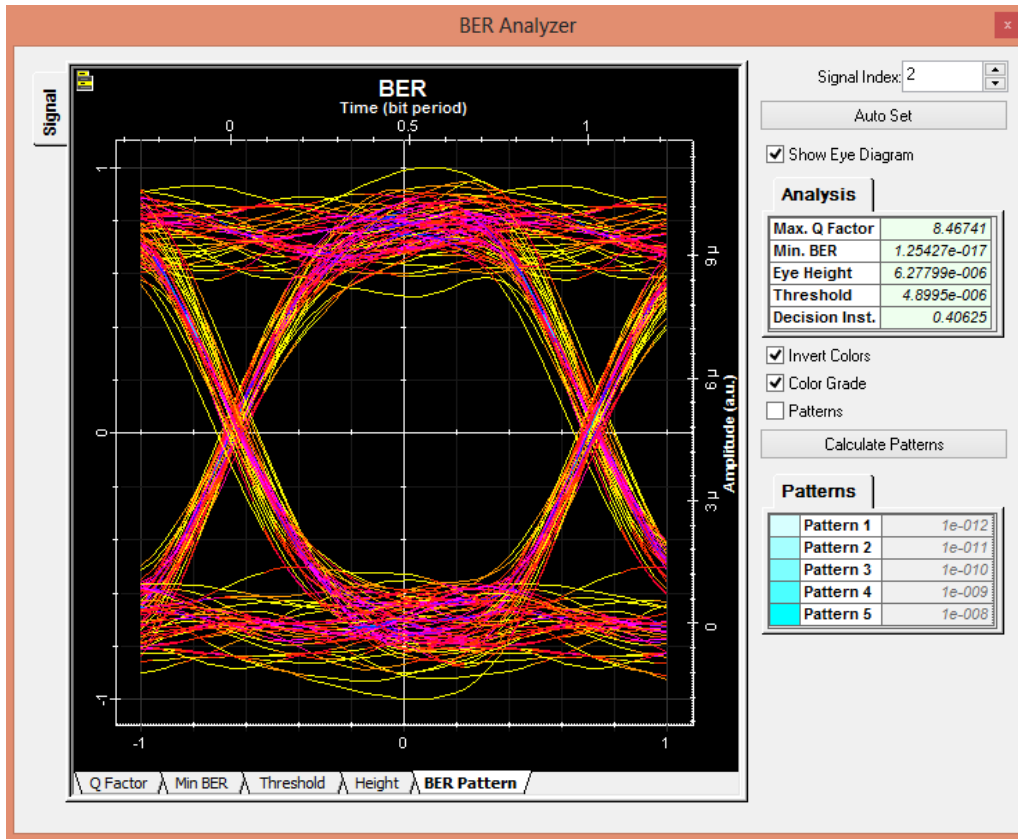 BER Analyzer
x
Signal
BER
Time (bit period)
0 0.5 1
1
0
-1
9 µ
6 µ
3 µ
0
Amplitude (a.u.)
-1 0 1
Q Factor Min BER Threshold Height BER Pattern
Signal Index: 2
Auto Set
Show Eye Diagram
Analysis
Max. Q Factor 8.46741
Min. BER 1.25427e-017
Eye Height 6.27799e-006
Threshold 4.8995e-006
Decision Inst. 0.40625
Invert Colors
Color Grade
Patterns
Calculate Patterns
Patterns
Pattern 1 1e-012
Pattern 2 1e-011
Pattern 3 1e-010
Pattern 4 1e-009
Pattern 5 1e-008